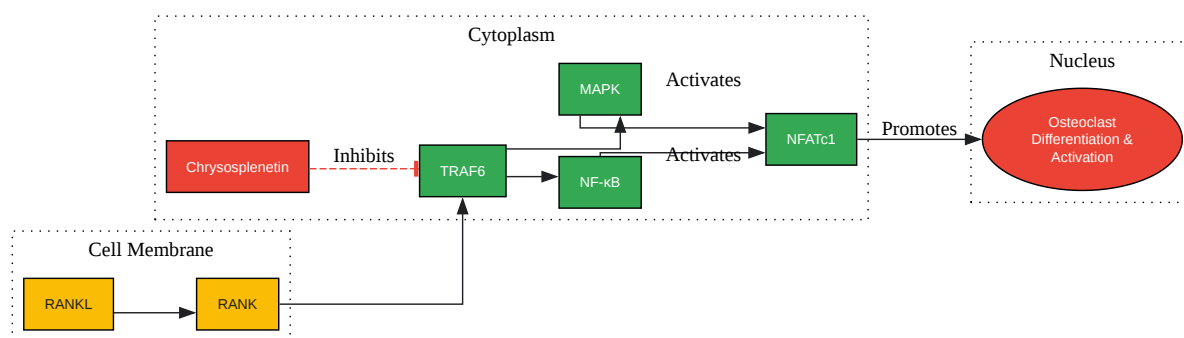 Cytoplasm
Nucleus
MAPK
Activates
Osteoclast
Differentiation &
Activation
NFATc1
Promotes
Chrysosplenetin
Inhibits
TRAF6
NF-κB
Activates
Cell Membrane
RANKL
RANK